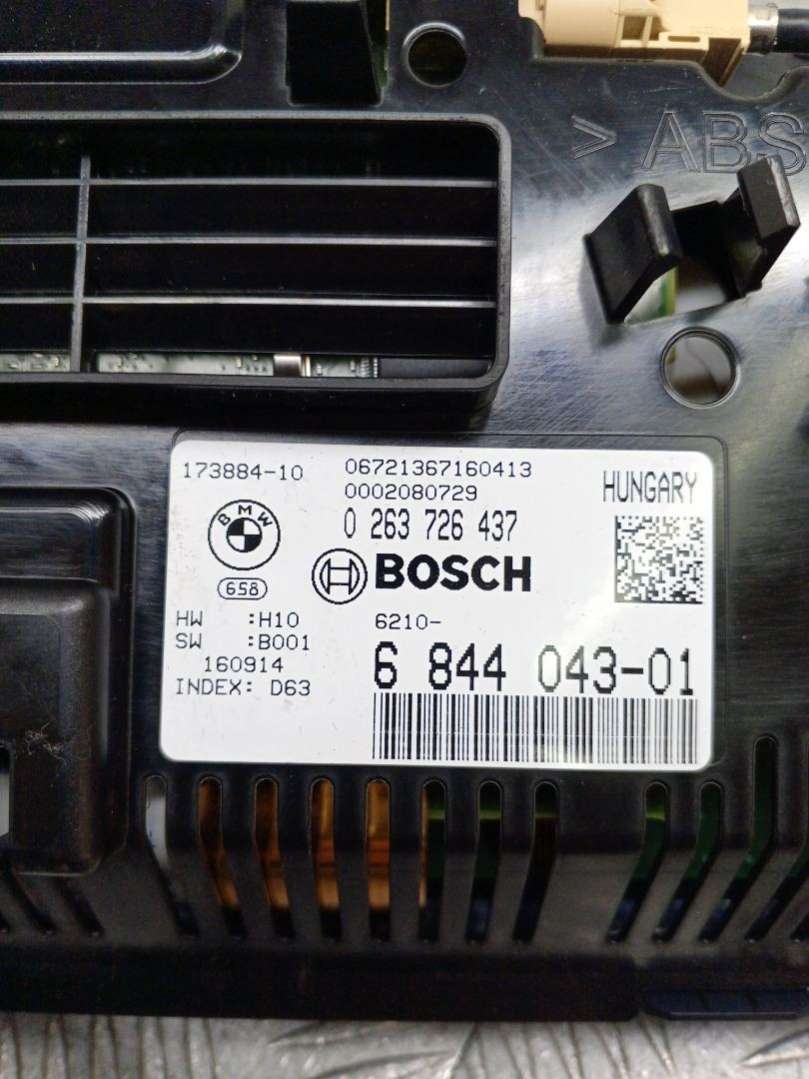 > ABS
173884-10
06721367160413
0002080729
HUNGARY
0 263 726 437
BMW
BOSCH
658
HW :H10
SW :B001
160914
INDEX: D63
6210-
6 844 043-01